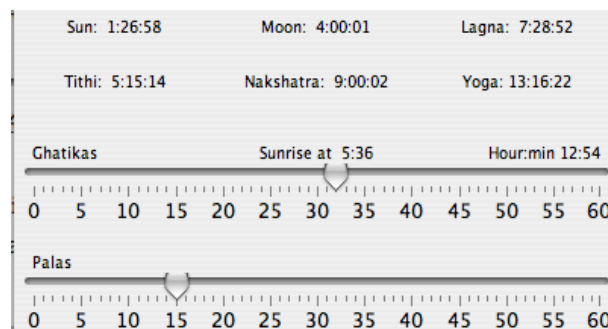 Sun: 1:26:58 Moon: 4:00:01 Lagna: 7:28:52
Tithi: 5:15:14 Nakshatra: 9:00:02 Yoga: 13:16:22
Ghatikas Sunrise at 5:36 Hour:min 12:54
0 5 10 15 20 25 30 35 40 45 50 55 60
Palas
0 5 10 15 20 25 30 35 40 45 50 55 60